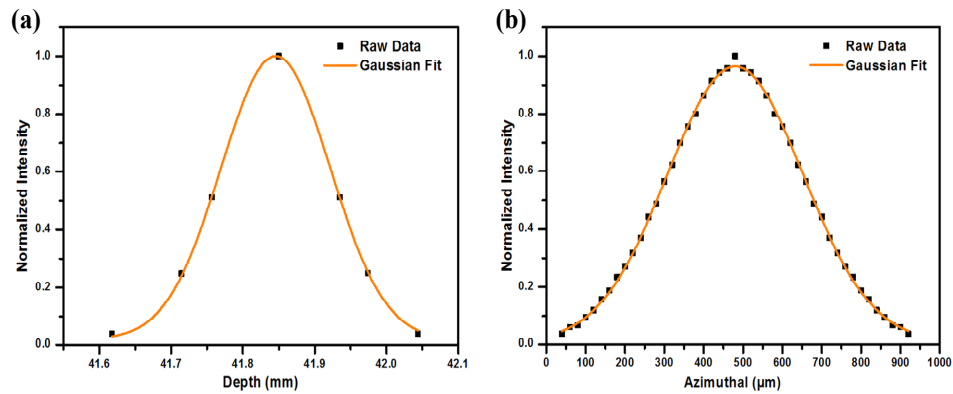 (a)
Normalized Intensity
1.0
0.8
0.6
0.4
0.2
0.0
Raw Data
Gaussian Fit
41.6 41.7 41.8 41.9 42.0 42.1
Depth (mm)
(b)
Normalized Intensity
1.0
0.8
0.6
0.4
0.2
0.0
Raw Data
Gaussian Fit
100 200 300 400 500 600 700 800 900 1000
Azimuthal (μm)